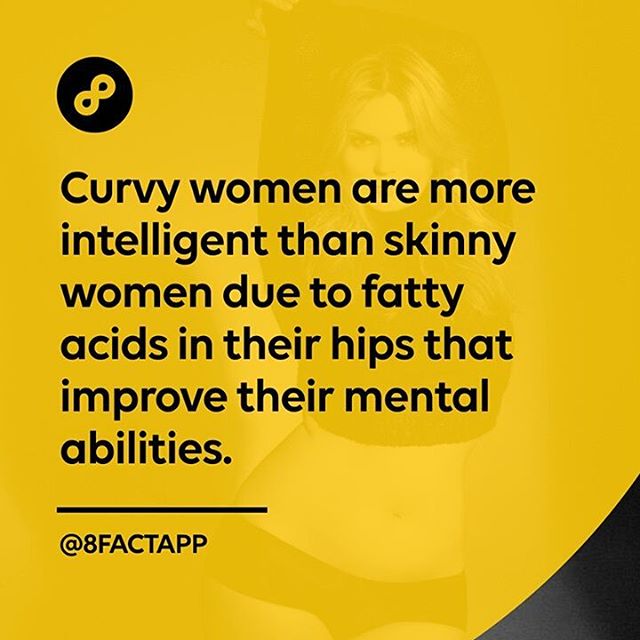 Curvy women are more
intelligent than skinny
women due to fatty
acids in their hips that
improve their mental
abilities.
@8FACTAPP